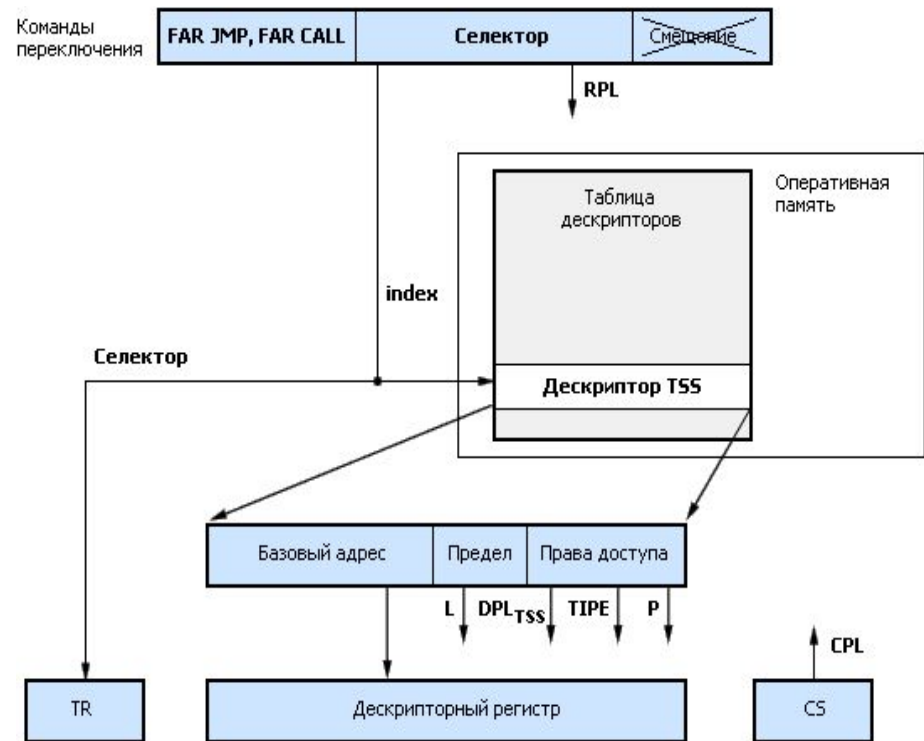 Команды
переключения
FAR JMP, FAR CALL
Селектор
Смещение
RPL
Таблица
дескрипторов
Оперативная
память
index
Селектор
Дескриптор TSS
Базовый адрес
Предел
Права доступа
L
DPLTSS
TIPE
P
CPL
TR
Дескрипторный регистр
CS